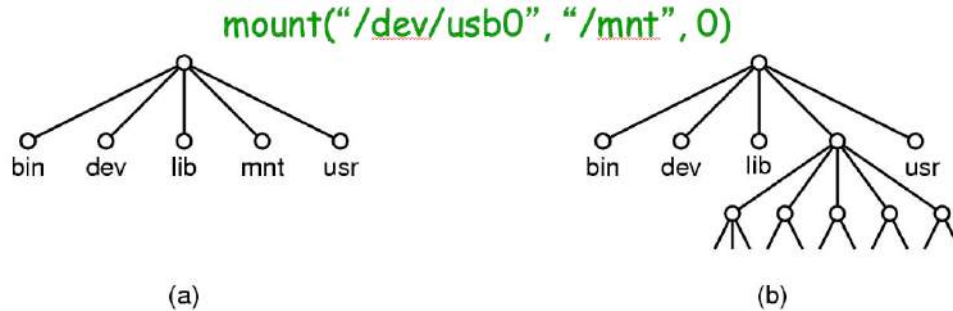 mount(“/dev/usb0”, “/mnt”, 0)
bin dev lib mnt usr
bin dev lib usr
(a)
(b)